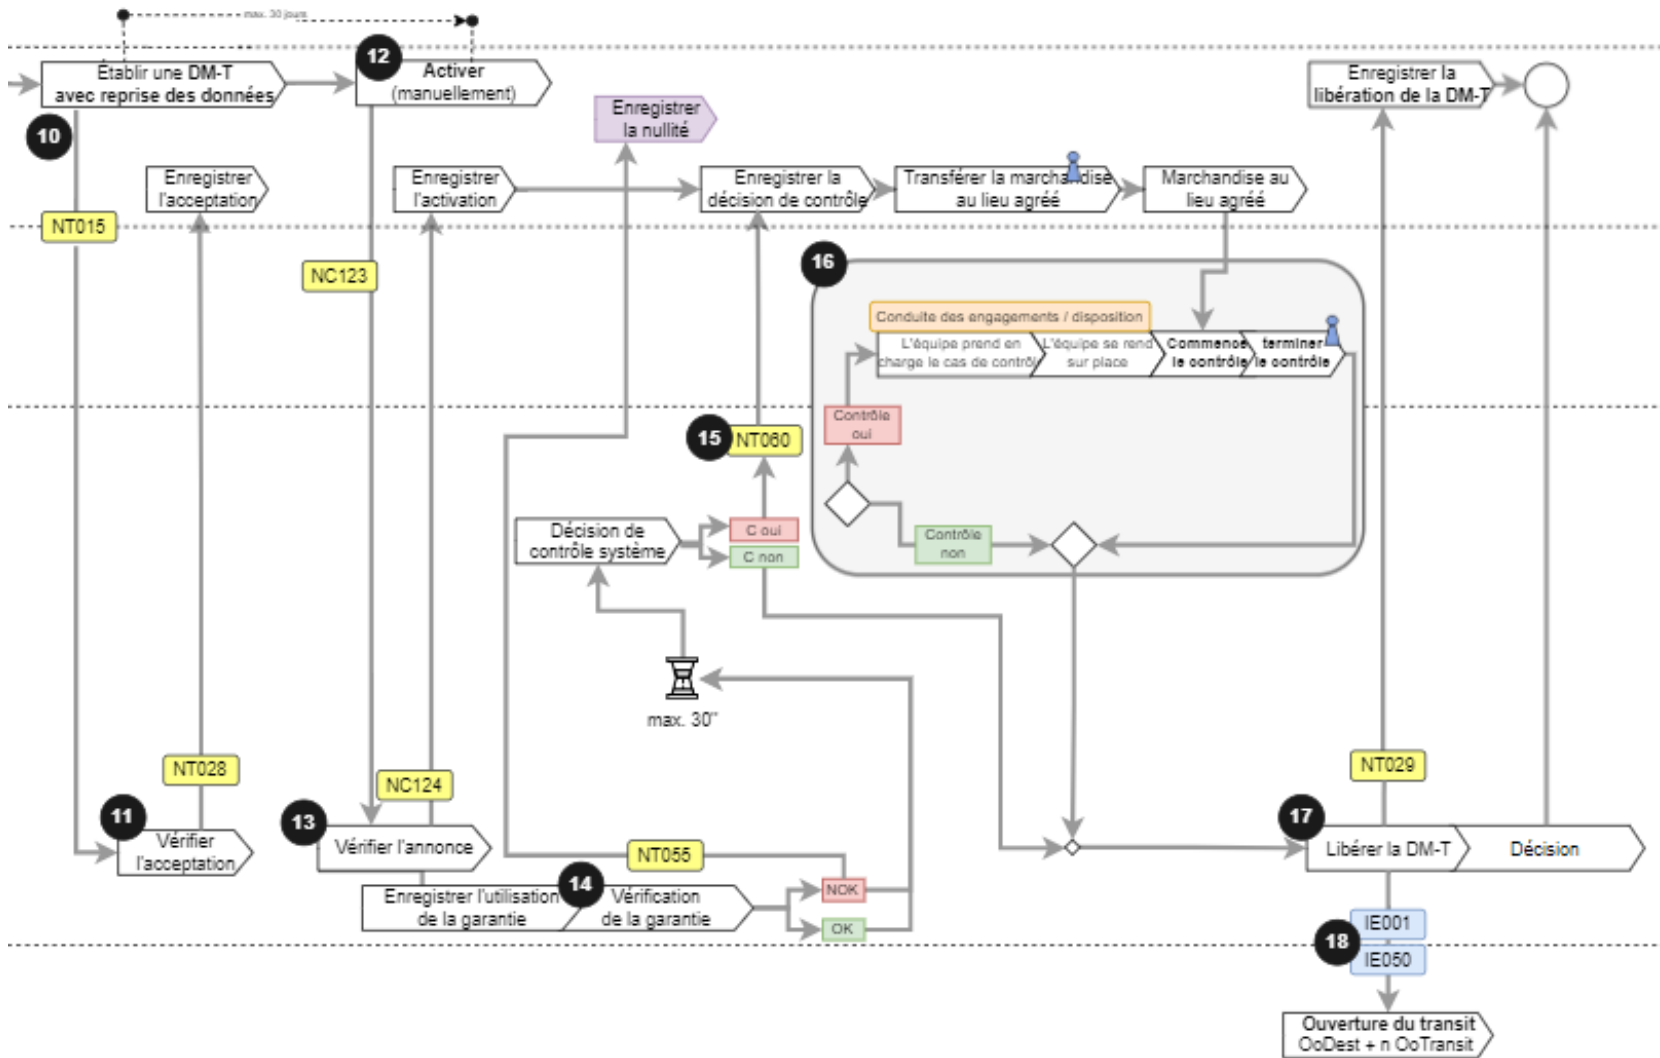 max. 30 jours
12
Établir une DM-T
avec reprise des données
Activer
(manuellement)
Enregistrer la
libération de la DM-T
10
Enregistrer
la nullité
Enregistrer
l'acceptation
Enregistrer
l'activation
Enregistrer la
décision de contrôle
Transférer la marchandise
au lieu agréé
Marchandise au
lieu agréé
NT015
NC123
16
Conduite des engagements / disposition
L'équipe prend en
charge le cas de contrôle
L'équipe se rend
sur place
Commence
le contrôle
terminer
le contrôle
15
NT060
Contrôle
oui
Décision de
contrôle système
C oui
C non
Contrôle
non
max. 30"
NT028
NC124
NT029
11
Vérifier
l'acceptation
13
Vérifier l'annonce
NT055
17
Libérer la DM-T
Décision
Enregistrer l'utilisation
de la garantie
14
Vérification
de la garantie
NOK
OK
IE001
18
IE050
Ouverture du transit
OoDest + n OoTransit